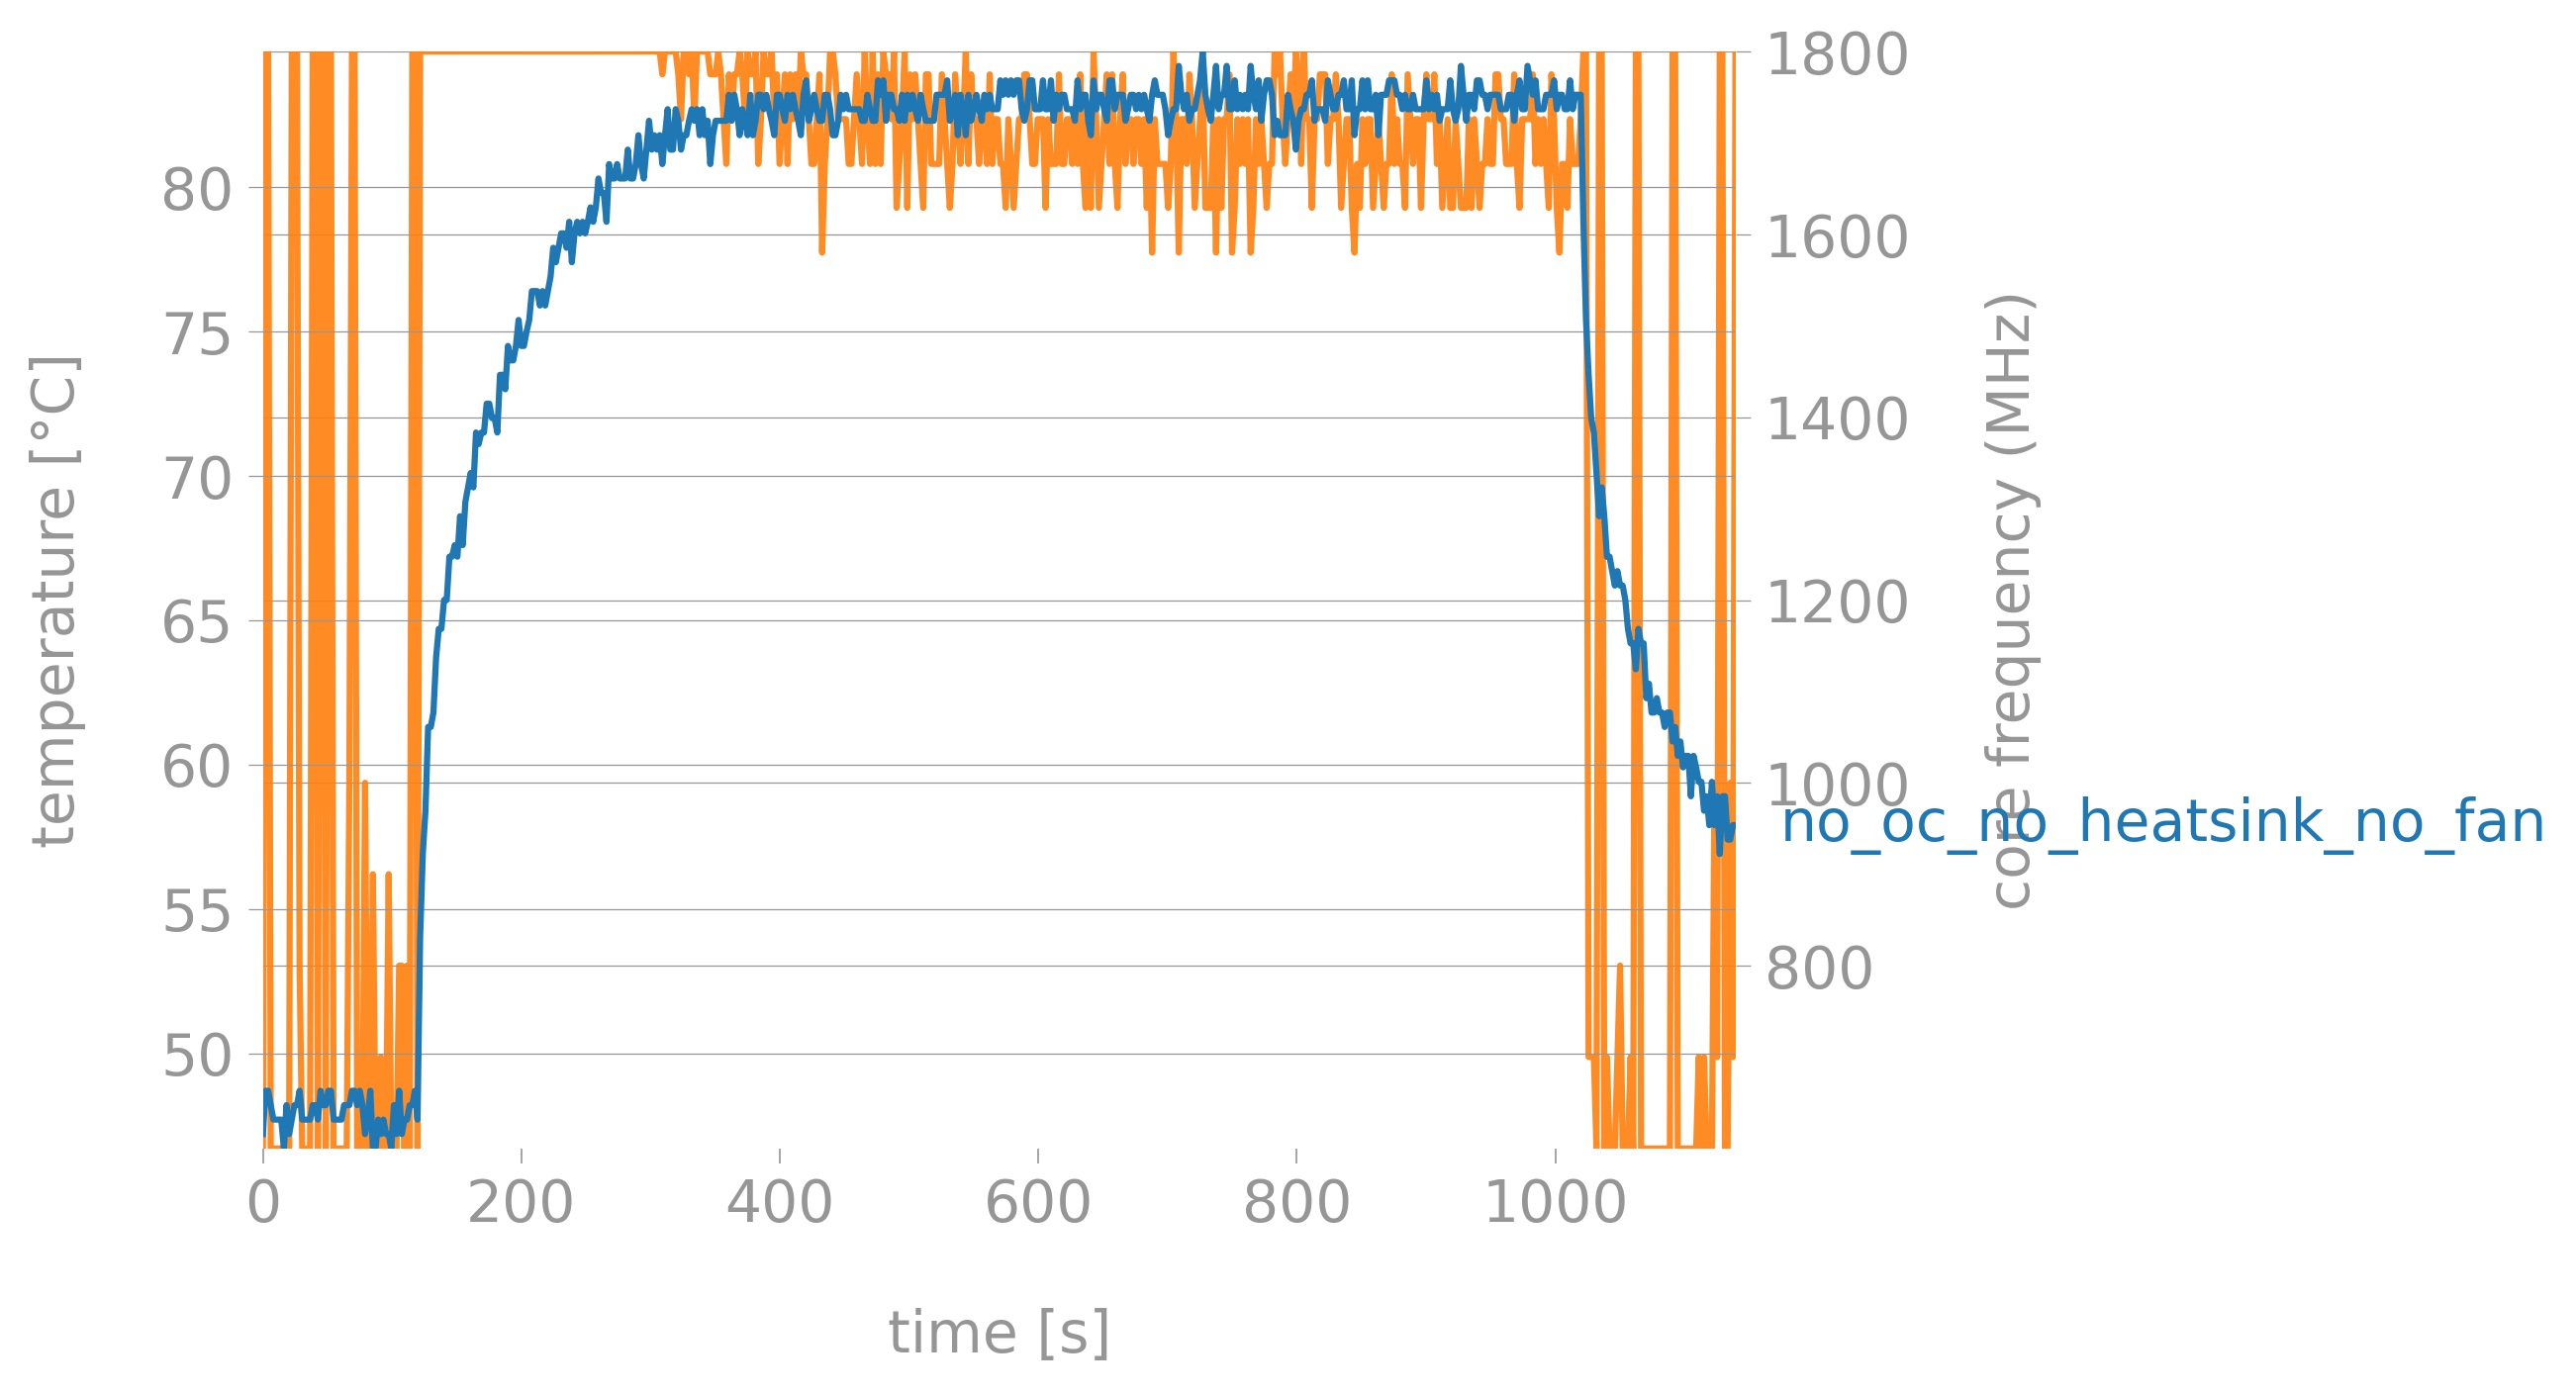 temperature [°C]
80
75
70
65
60
55
50
1800
1600
1400
1200
1000
800
core frequency (MHz)
no_oc_no_heatsink_no_fan
0 200 400 600 800 1000
time [s]